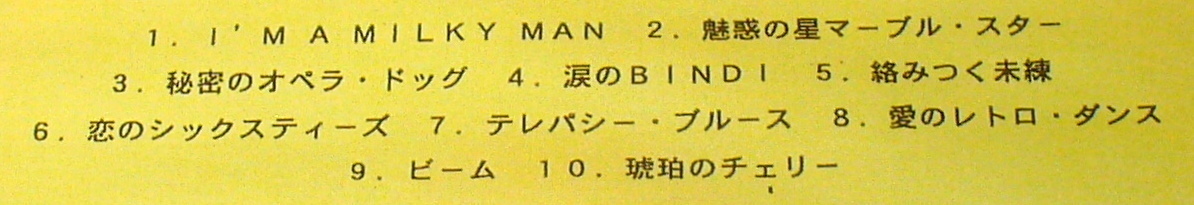 1. I'M A MILKY MAN 2. 魅惑の星マーブル・スター
3. 秘密のオペラ・ドッグ 4. 涙のBINDI 5. 絡みつく未練
6. 恋のシックスティーズ 7. テレパシー・ブルース 8. 愛のレトロ・ダンス
9. ビーム 10. 琥珀のチェリー